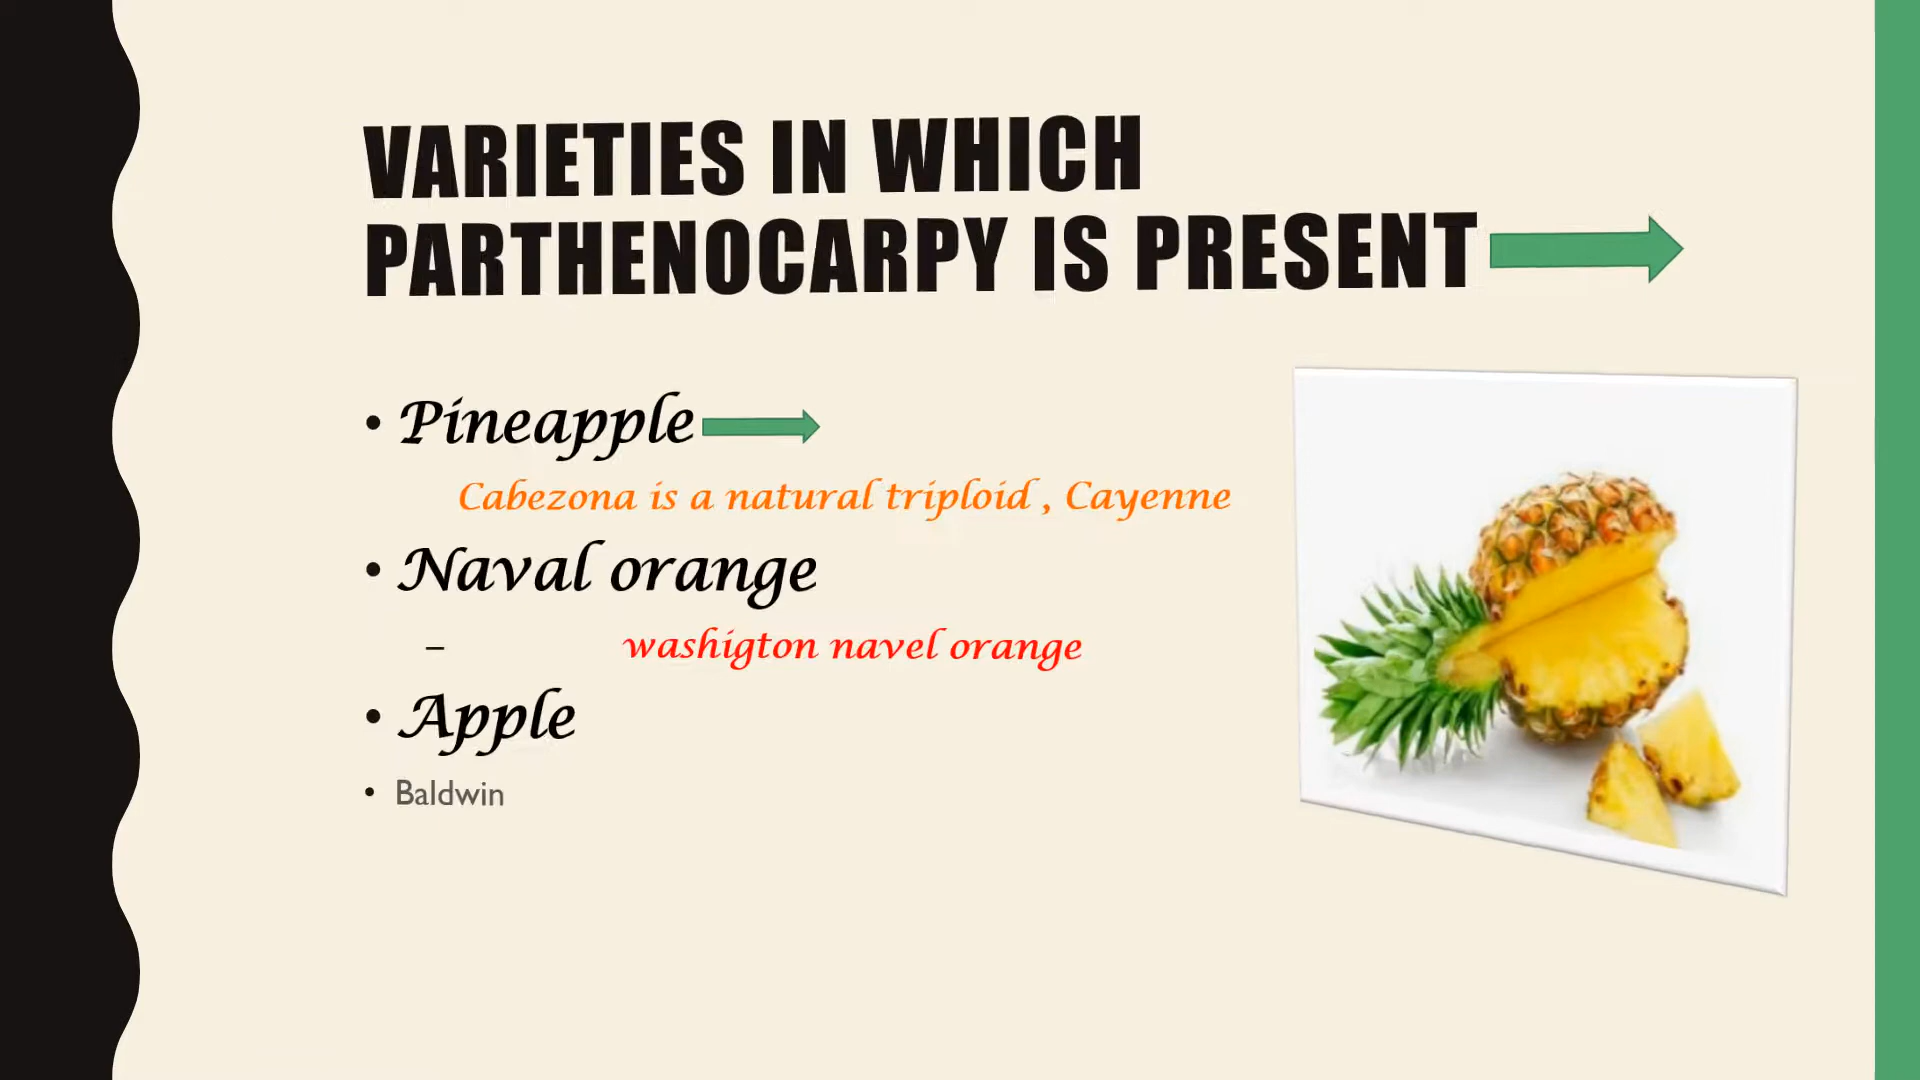 VARIETIES IN WHICH
PARTHENOCARPY IS PRESENT
• Pineapple
Cabezona is a natural triploid , Cayenne
• Naval orange
– washigton navel orange
• Apple
• Baldwin